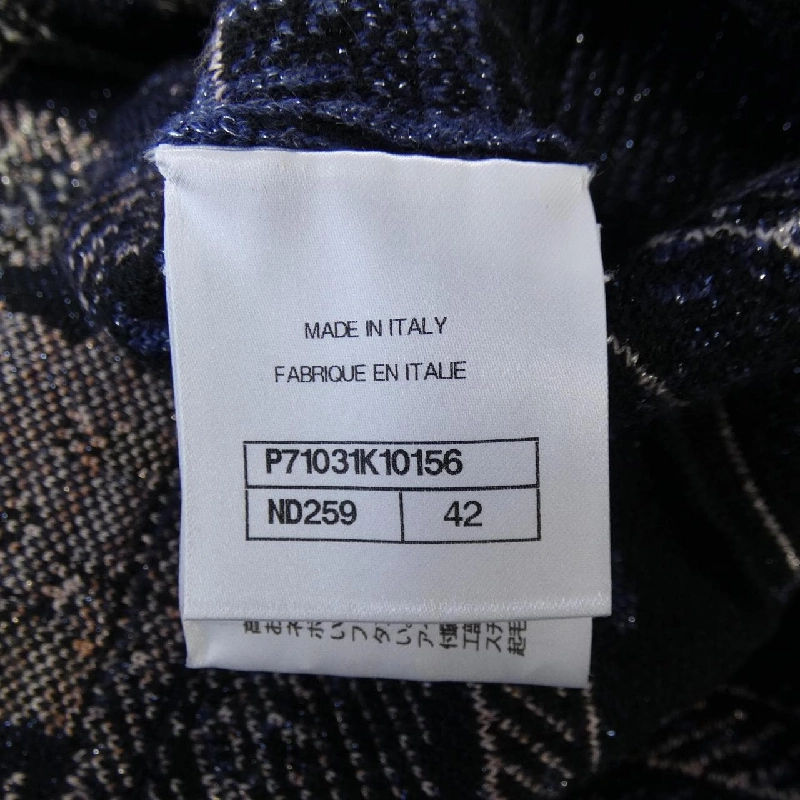 MADE IN ITALY
FABRIQUE EN ITALIE
P71031K10156
ND259 42